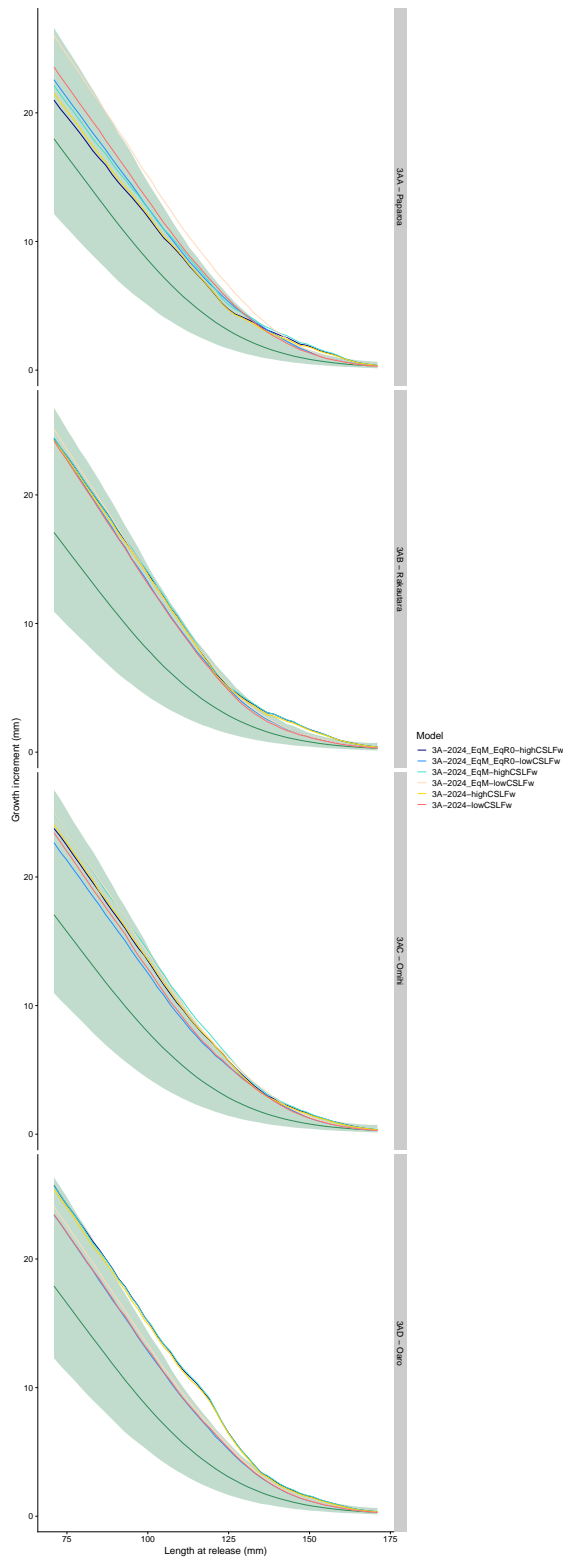 Growth increment (mm)
20
10
0
3AA – Paparoa
20
10
0
3AB – Rakautara
20
10
0
3AC – Omihi
20
10
0
3AD – Oaro
75
100
125
150
175
Length at release (mm)
Model
3A−2024_EqM_EqR0−highCSLFw
3A−2024_EqM_EqR0−lowCSLFw
3A−2024_EqM−highCSLFw
3A−2024_EqM−lowCSLFw
3A−2024−highCSLFw
3A−2024−lowCSLFw